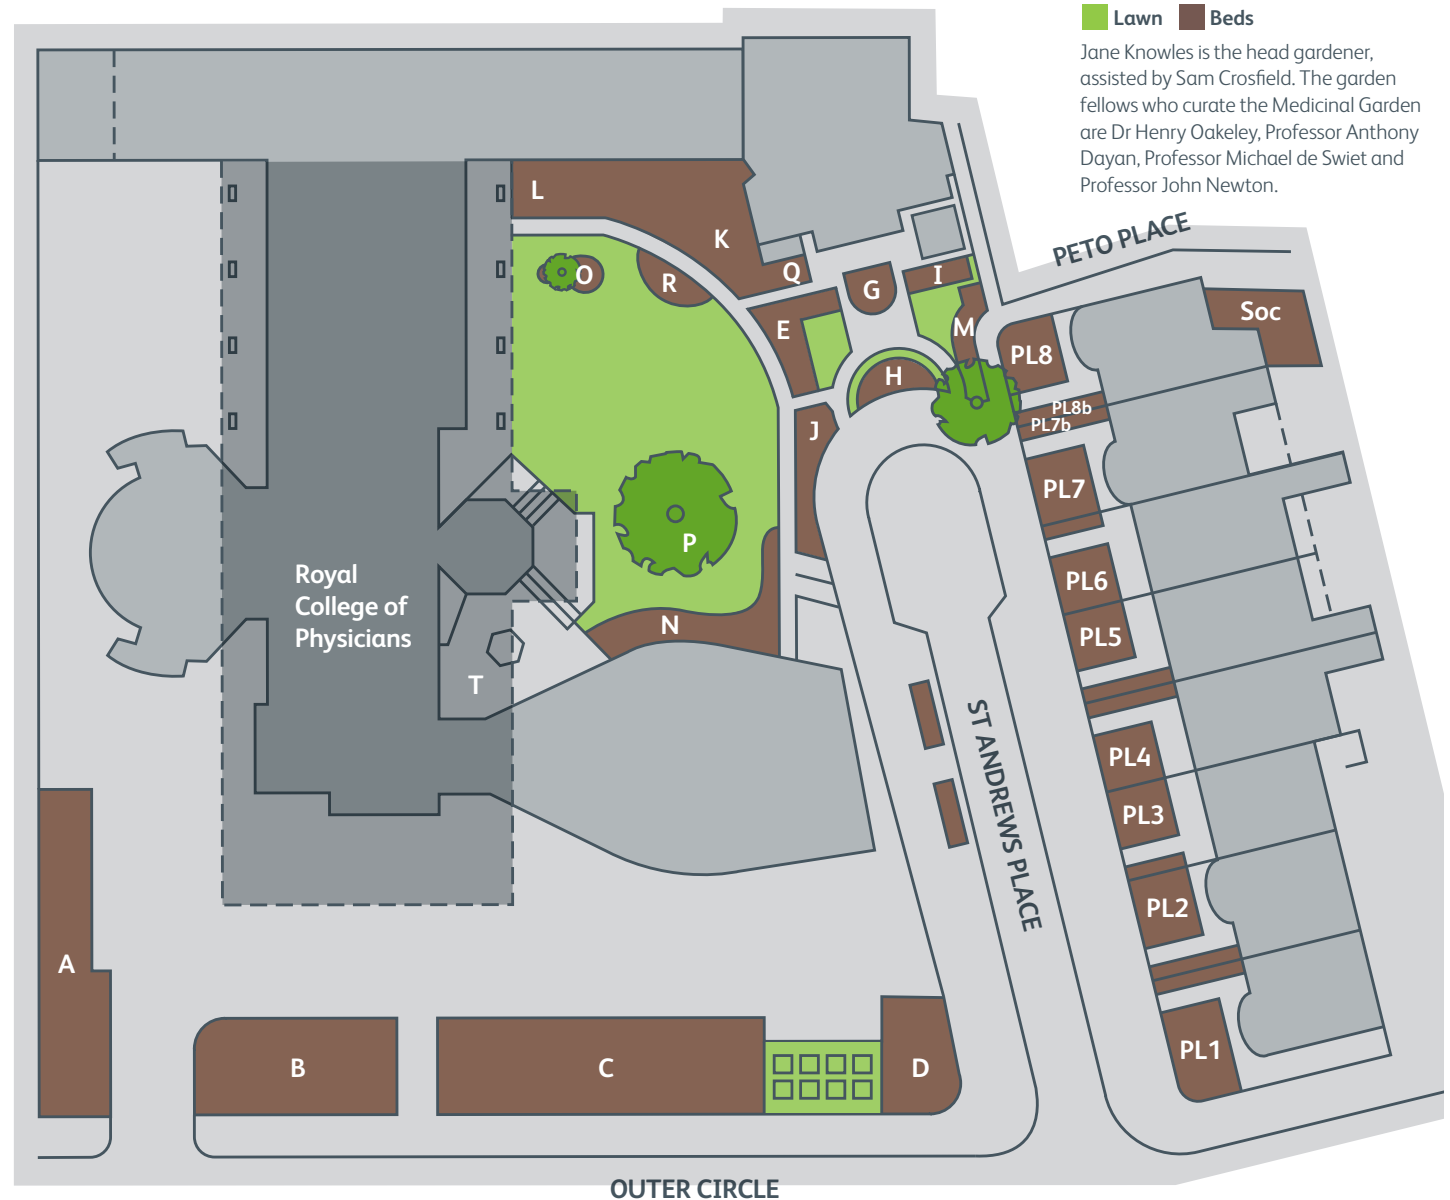 Lawn Beds
Jane Knowles is the head gardener,
assisted by Sam Crosfield. The garden
fellows who curate the Medicinal Garden
are Dr Henry Oakeley, Professor Anthony
Dayan, Professor Michael de Swiet and
Professor John Newton.
PETO PLACE
L
K
O
R
Q
G
I
E
M
Soc
H
PL8
PL8b
PL7b
J
PL7
P
Royal
College of
Physicians
PL6
N
PL5
T
ST ANDREWS PLACE
PL4
PL3
PL2
A
PL1
B
C
D
OUTER CIRCLE